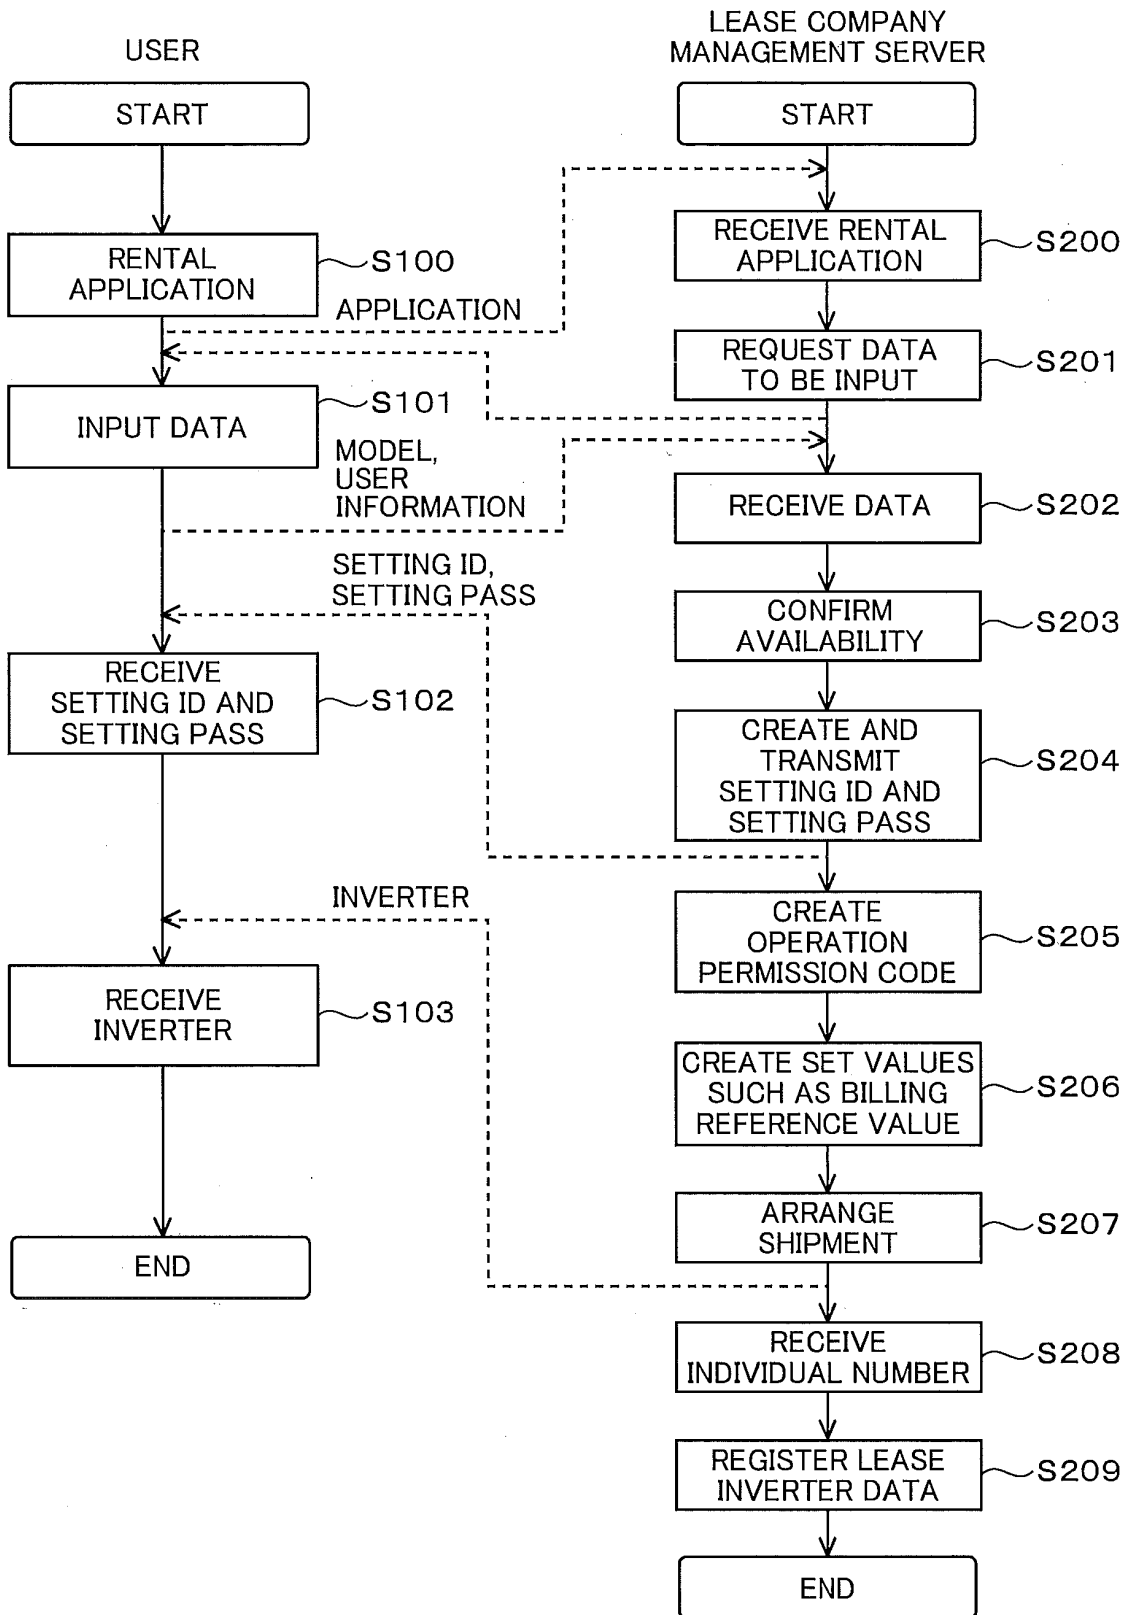 USER
START
RENTAL
APPLICATION
S100
APPLICATION
INPUT DATA
S101
MODEL,
USER
INFORMATION
SETTING ID,
SETTING PASS
RECEIVE
SETTING ID AND
SETTING PASS
S102
INVERTER
RECEIVE
INVERTER
S103
END
LEASE COMPANY
MANAGEMENT SERVER
START
RECEIVE RENTAL
APPLICATION
S200
REQUEST DATA
TO BE INPUT
S201
RECEIVE DATA
S202
CONFIRM
AVAILABILITY
S203
CREATE AND
TRANSMIT
SETTING ID AND
SETTING PASS
S204
CREATE
OPERATION
PERMISSION CODE
S205
CREATE SET VALUES
SUCH AS BILLING
REFERENCE VALUE
S206
ARRANGE
SHIPMENT
S207
RECEIVE
INDIVIDUAL NUMBER
S208
REGISTER LEASE
INVERTER DATA
S209
END